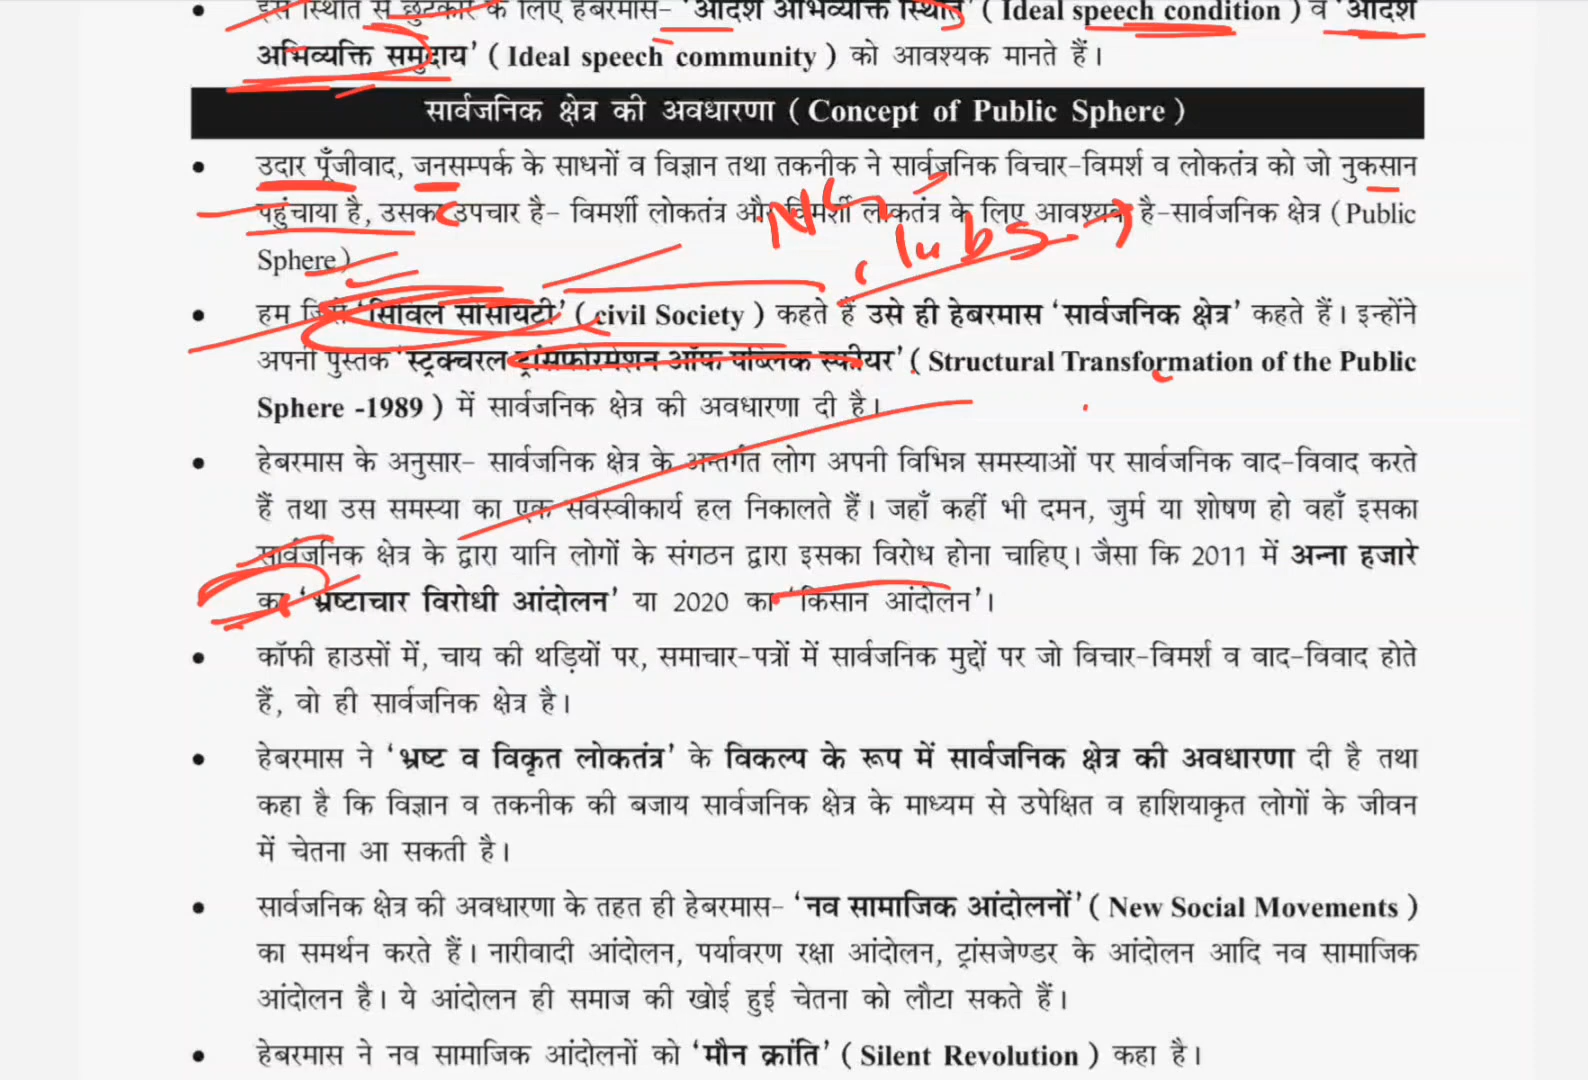 इस स्थिति से छुटकारे के लिए हेबरमास– 'आदर्श अभिव्यक्ति स्थिति' ( Ideal speech condition ) व 'आदर्श
अभिव्यक्ति समुदाय' ( Ideal speech community ) को आवश्यक मानते हैं।
सार्वजनिक क्षेत्र की अवधारणा ( Concept of Public Sphere )
• उदार पूँजीवाद, जनसम्पर्क के साधनों व विज्ञान तथा तकनीक ने सार्वजनिक विचार-विमर्श व लोकतंत्र को जो नुकसान
पहुंचाया है, उसका उपचार है– विमर्शी लोकतंत्र और विमर्शी लोकतंत्र के लिए आवश्यक है–सार्वजनिक क्षेत्र (Public
Sphere)
• हम जिसे 'सिविल सोसायटी' ( civil Society ) कहते हैं उसे ही हेबरमास 'सार्वजनिक क्षेत्र' कहते हैं। इन्होंने
अपनी पुस्तक 'स्ट्रक्चरल ट्रांसफोरमेशन ऑफ पब्लिक स्फीयर' ( Structural Transformation of the Public
Sphere -1989 ) में सार्वजनिक क्षेत्र की अवधारणा दी है।
• हेबरमास के अनुसार– सार्वजनिक क्षेत्र के अन्तर्गत लोग अपनी विभिन्न समस्याओं पर सार्वजनिक वाद-विवाद करते
हैं तथा उस समस्या का एक सर्वस्वीकार्य हल निकालते हैं। जहाँ कहीं भी दमन, जुर्म या शोषण हो वहाँ इसका
सार्वजनिक क्षेत्र के द्वारा यानि लोगों के संगठन द्वारा इसका विरोध होना चाहिए। जैसा कि 2011 में अन्ना हजारे
का 'भ्रष्टाचार विरोधी आंदोलन' या 2020 का 'किसान आंदोलन'।
• कॉफी हाउसों में, चाय की थड़ियों पर, समाचार-पत्रों में सार्वजनिक मुद्दों पर जो विचार-विमर्श व वाद-विवाद होते
हैं, वो ही सार्वजनिक क्षेत्र है।
• हेबरमास ने 'भ्रष्ट व विकृत लोकतंत्र' के विकल्प के रूप में सार्वजनिक क्षेत्र की अवधारणा दी है तथा
कहा है कि विज्ञान व तकनीक की बजाय सार्वजनिक क्षेत्र के माध्यम से उपेक्षित व हाशियाकृत लोगों के जीवन
में चेतना आ सकती है।
• सार्वजनिक क्षेत्र की अवधारणा के तहत ही हेबरमास– 'नव सामाजिक आंदोलनों' ( New Social Movements )
का समर्थन करते हैं। नारीवादी आंदोलन, पर्यावरण रक्षा आंदोलन, ट्रांसजेण्डर के आंदोलन आदि नव सामाजिक
आंदोलन है। ये आंदोलन ही समाज की खोई हुई चेतना को लौटा सकते हैं।
• हेबरमास ने नव सामाजिक आंदोलनों को 'मौन क्रांति' ( Silent Revolution ) कहा है।